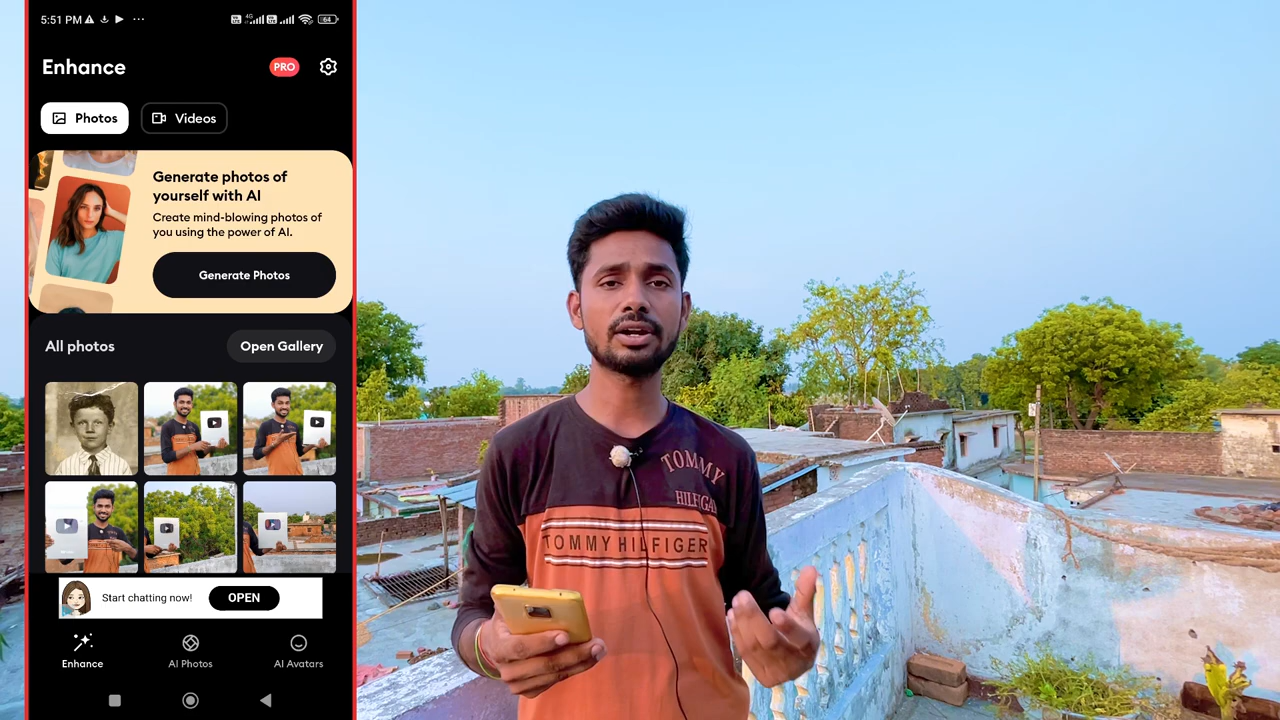 5:51 PM
4G
64
Enhance
PRO
Photos
Videos
Generate photos of
yourself with AI
Create mind-blowing photos of
you using the power of AI.
Generate Photos
All photos
Open Gallery
Start chatting now!
OPEN
Enhance
AI Photos
AI Avatars
TOMMY
HILFIGER
TOMMY HILFIGER